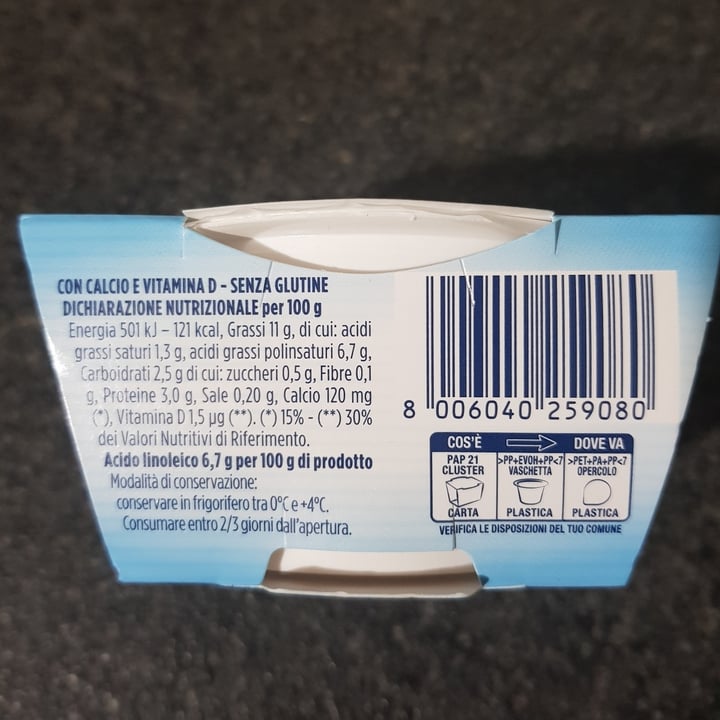 CON CALCIO E VITAMINA D - SENZA GLUTINE
DICHIARAZIONE NUTRIZIONALE per 100 g
Energia 501 kJ – 121 kcal, Grassi 11 g, di cui: acidi
grassi saturi 1,3 g, acidi grassi polinsaturi 6,7 g,
Carboidrati 2,5 g di cui: zuccheri 0,5 g, Fibre 0,1
g, Proteine 3,0 g, Sale 0,20 g, Calcio 120 mg
(*), Vitamina D 1,5 µg (**). (*) 15% - (**) 30%
dei Valori Nutritivi di Riferimento.
Acido linoleico 6,7 g per 100 g di prodotto
Modalità di conservazione:
conservare in frigorifero tra 0°C e +4°C.
Consumare entro 2/3 giorni dall'apertura.
8 006040 259080
COS'È DOVE VA
PAP 21 CLUSTER
CARTA
>PP+EVOH+PP<7 VASCHETTA
PLASTICA
>PET+PA+PP<7 OPERCOLO
PLASTICA
VERIFICA LE DISPOSIZIONI DEL TUO COMUNE